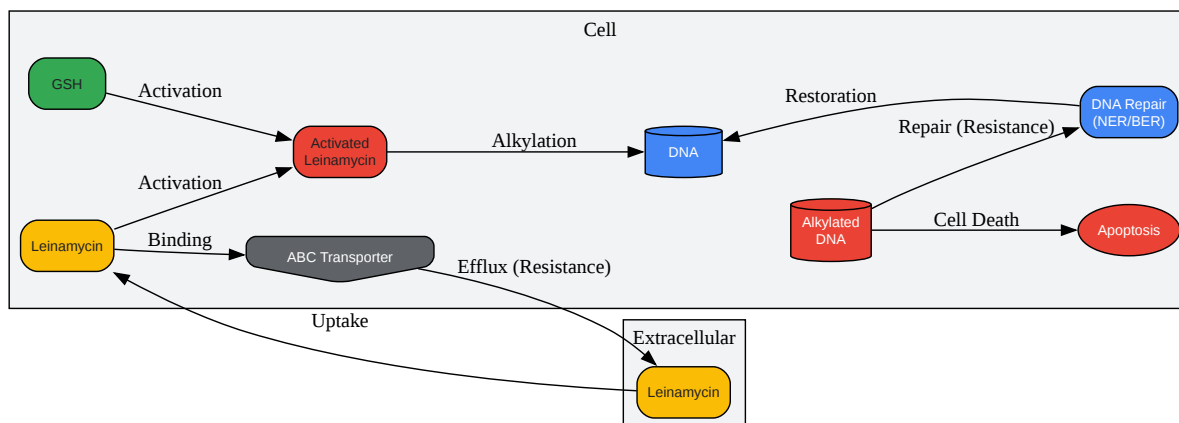 Cell
GSH
Activation
Activated
Leinamycin
Alkylation
DNA
Restoration
DNA Repair
(NER/BER)
Repair (Resistance)
Activation
Leinamycin
Binding
ABC Transporter
Efflux (Resistance)
Alkylated
DNA
Cell Death
Apoptosis
Uptake
Extracellular
Leinamycin